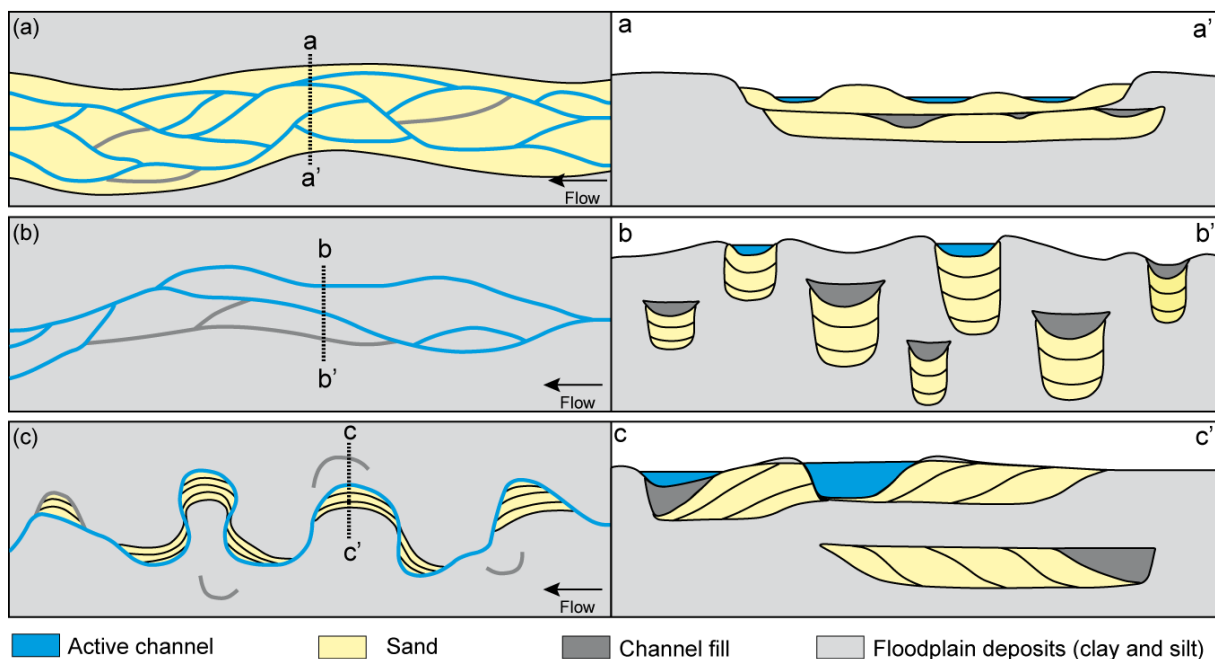 (a)
a
a'
Flow
a
a'
(b)
b
b'
Flow
b
b'
(c)
c
c'
Flow
c
c'
Active channel
Sand
Channel fill
Floodplain deposits (clay and silt)